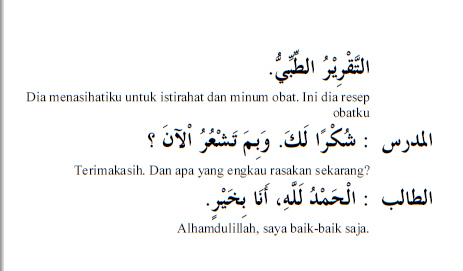 التَّقْرِيْرُ الطِّبِّيُّ.
Dia menasihatiku untuk istirahat dan minum obat. Ini dia resep
obatku
المدرس : شُكْرًا لَكَ. وَبِمَ تَشْعُرُ اْلآنَ ؟
Terimakasih. Dan apa yang engkau rasakan sekarang?
الطالب : الْحَمْدُ لَلَّهِ، أَنَا بِخَيْرٍ.
Alhamdulillah, saya baik-baik saja.